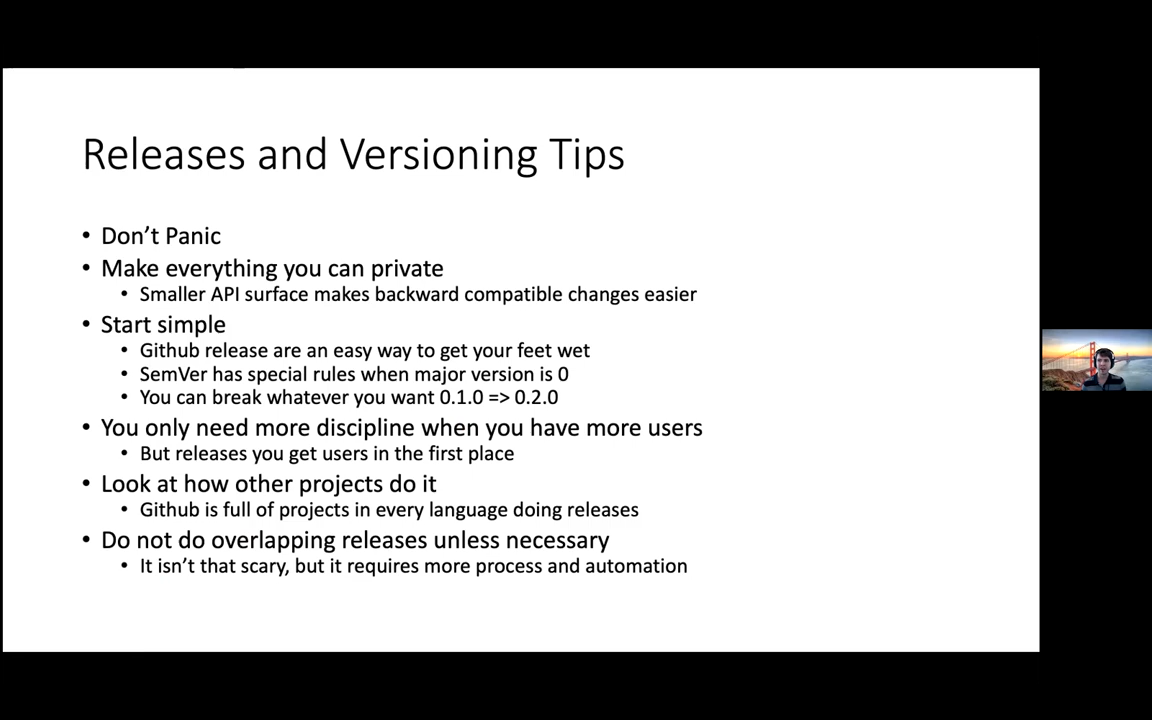 Releases and Versioning Tips
• Don’t Panic
• Make everything you can private
• Smaller API surface makes backward compatible changes easier
• Start simple
• Github release are an easy way to get your feet wet
• SemVer has special rules when major version is 0
• You can break whatever you want 0.1.0 => 0.2.0
• You only need more discipline when you have more users
• But releases you get users in the first place
• Look at how other projects do it
• Github is full of projects in every language doing releases
• Do not do overlapping releases unless necessary
• It isn’t that scary, but it requires more process and automation